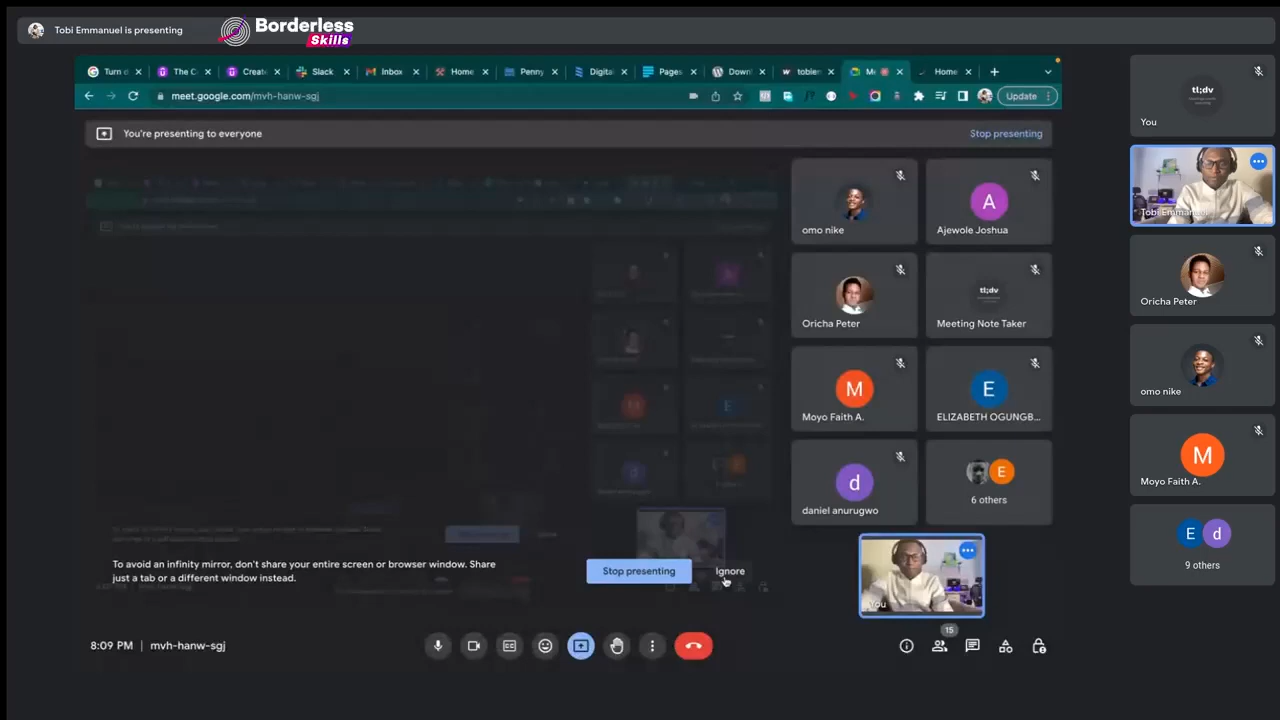 Tobi Emmanuel is presenting
Borderless
Skills
Turn d
The C
Create
Slack
Inbox
Home
Penny
Digital
Pages
Down
tobien
Me
Home
meet.google.com/mvh-hanw-sgj
Update
You're presenting to everyone
Stop presenting
omo nike
A
Ajewole Joshua
Oricha Peter
tl;dv
Meeting Note Taker
M
Moyo Faith A.
E
ELIZABETH OGUNGB...
d
daniel anurugwo
E
6 others
You
To avoid an infinity mirror, don't share your entire screen or browser window. Share
just a tab or a different window instead.
Stop presenting
Ignore
8:09 PM | mvh-hanw-sgj
15
tl;dv
You
Tobi Emmanuel
Oricha Peter
omo nike
M
Moyo Faith A.
E d
9 others